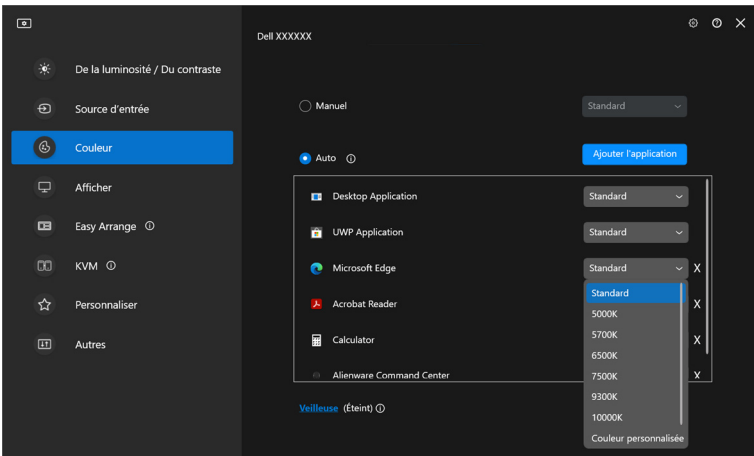 Dell XXXXXX
De la luminosité / Du contraste
Source d'entrée
Couleur
Afficher
Easy Arrange
KVM
Personnaliser
Autres
Manuel
Standard
Auto
Ajouter l'application
Desktop Application
Standard
UWP Application
Standard
Microsoft Edge
Standard
X
Acrobat Reader
X
Calculator
X
Alienware Command Center
X
Standard
5000K
5700K
6500K
7500K
9300K
10000K
Couleur personnalisée
Veilleuse (Éteint)